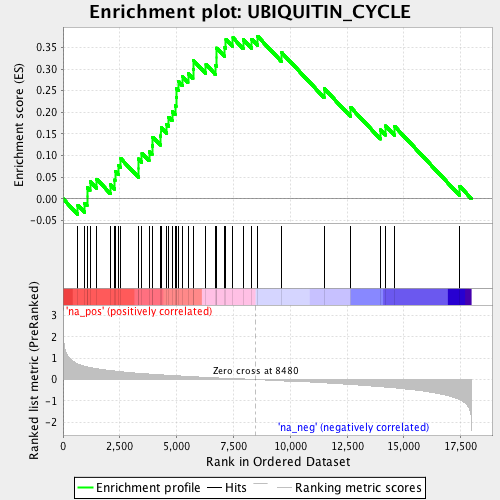 Enrichment plot: UBIQUITIN_CYCLE
Enrichment score (ES)
0.35
0.30
0.25
0.20
0.15
0.10
0.05
0.00
-0.05
'na_pos' (positively correlated)
Ranked list metric (PreRanked)
3
2
1
0
-1
-2
Zero cross at 8480
'na_neg' (negatively correlated)
0 2,500 5,000 7,500 10,000 12,500 15,000 17,500
Rank in Ordered Dataset
Enrichment profile Hits Ranking metric scores